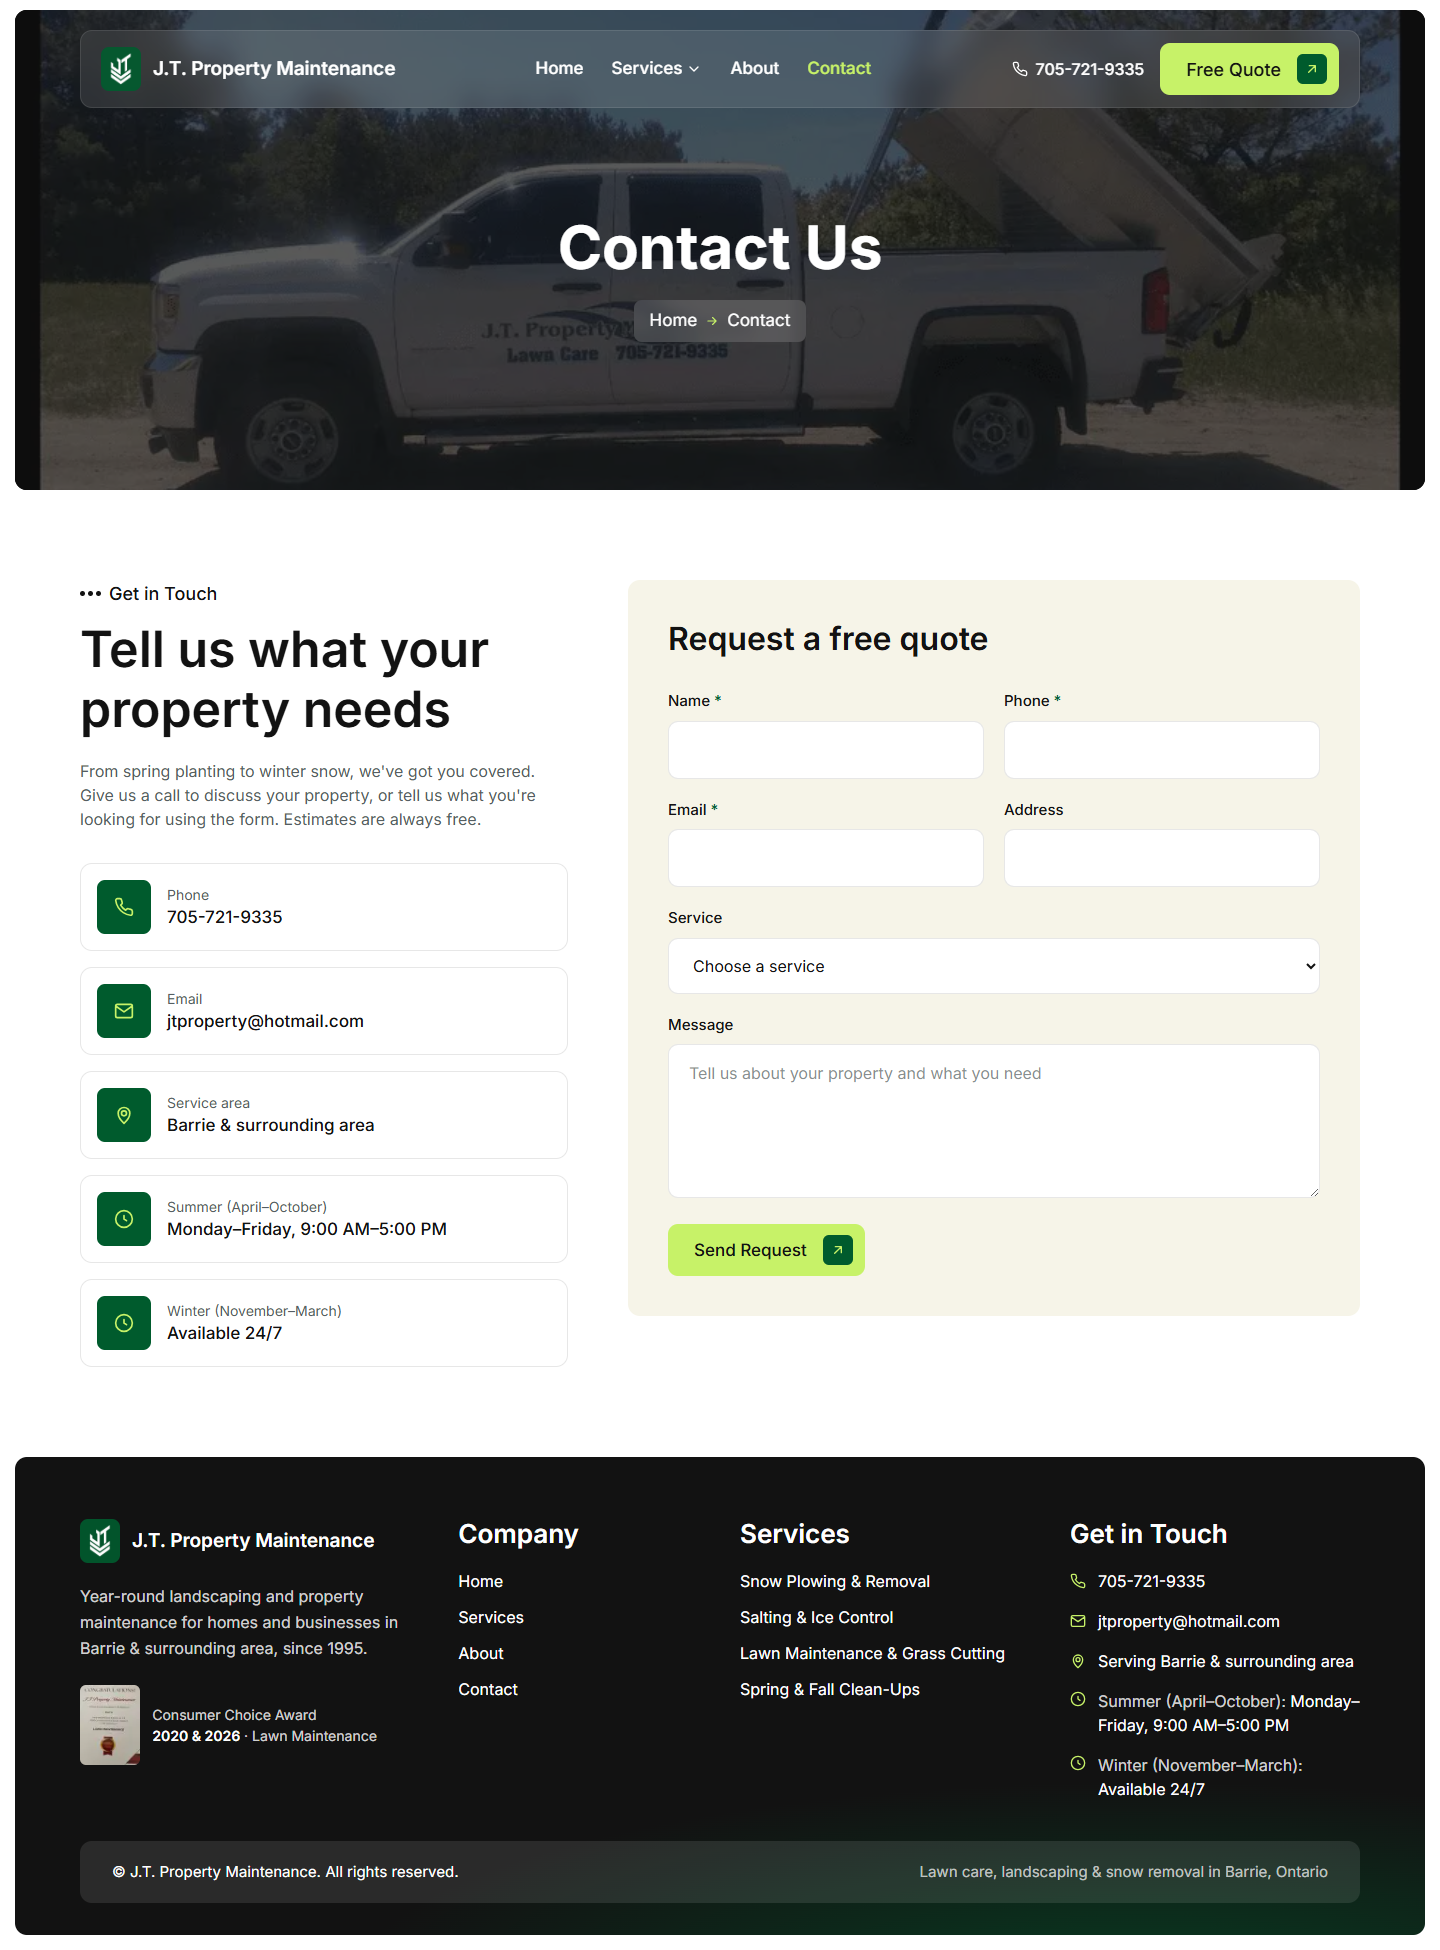 J.T. Property Maintenance
Home
Services
About
Contact
705-721-9335
Free Quote
Contact Us
Home → Contact
J.T. Property
Lawn Care 705-721-9335
Get in Touch
Tell us what your
property needs
From spring planting to winter snow, we've got you covered.
Give us a call to discuss your property, or tell us what you're
looking for using the form. Estimates are always free.
Phone
705-721-9335
Email
jtproperty@hotmail.com
Service area
Barrie & surrounding area
Summer (April–October)
Monday–Friday, 9:00 AM–5:00 PM
Winter (November–March)
Available 24/7
Request a free quote
Name *
Phone *
Email *
Address
Service
Choose a service
Message
Tell us about your property and what you need
Send Request
J.T. Property Maintenance
Year-round landscaping and property
maintenance for homes and businesses in
Barrie & surrounding area, since 1995.
Consumer Choice Award
2020 & 2026 · Lawn Maintenance
Company
Home
Services
About
Contact
Services
Snow Plowing & Removal
Salting & Ice Control
Lawn Maintenance & Grass Cutting
Spring & Fall Clean-Ups
Get in Touch
705-721-9335
jtproperty@hotmail.com
Serving Barrie & surrounding area
Summer (April–October): Monday–
Friday, 9:00 AM–5:00 PM
Winter (November–March):
Available 24/7
© J.T. Property Maintenance. All rights reserved.
Lawn care, landscaping & snow removal in Barrie, Ontario